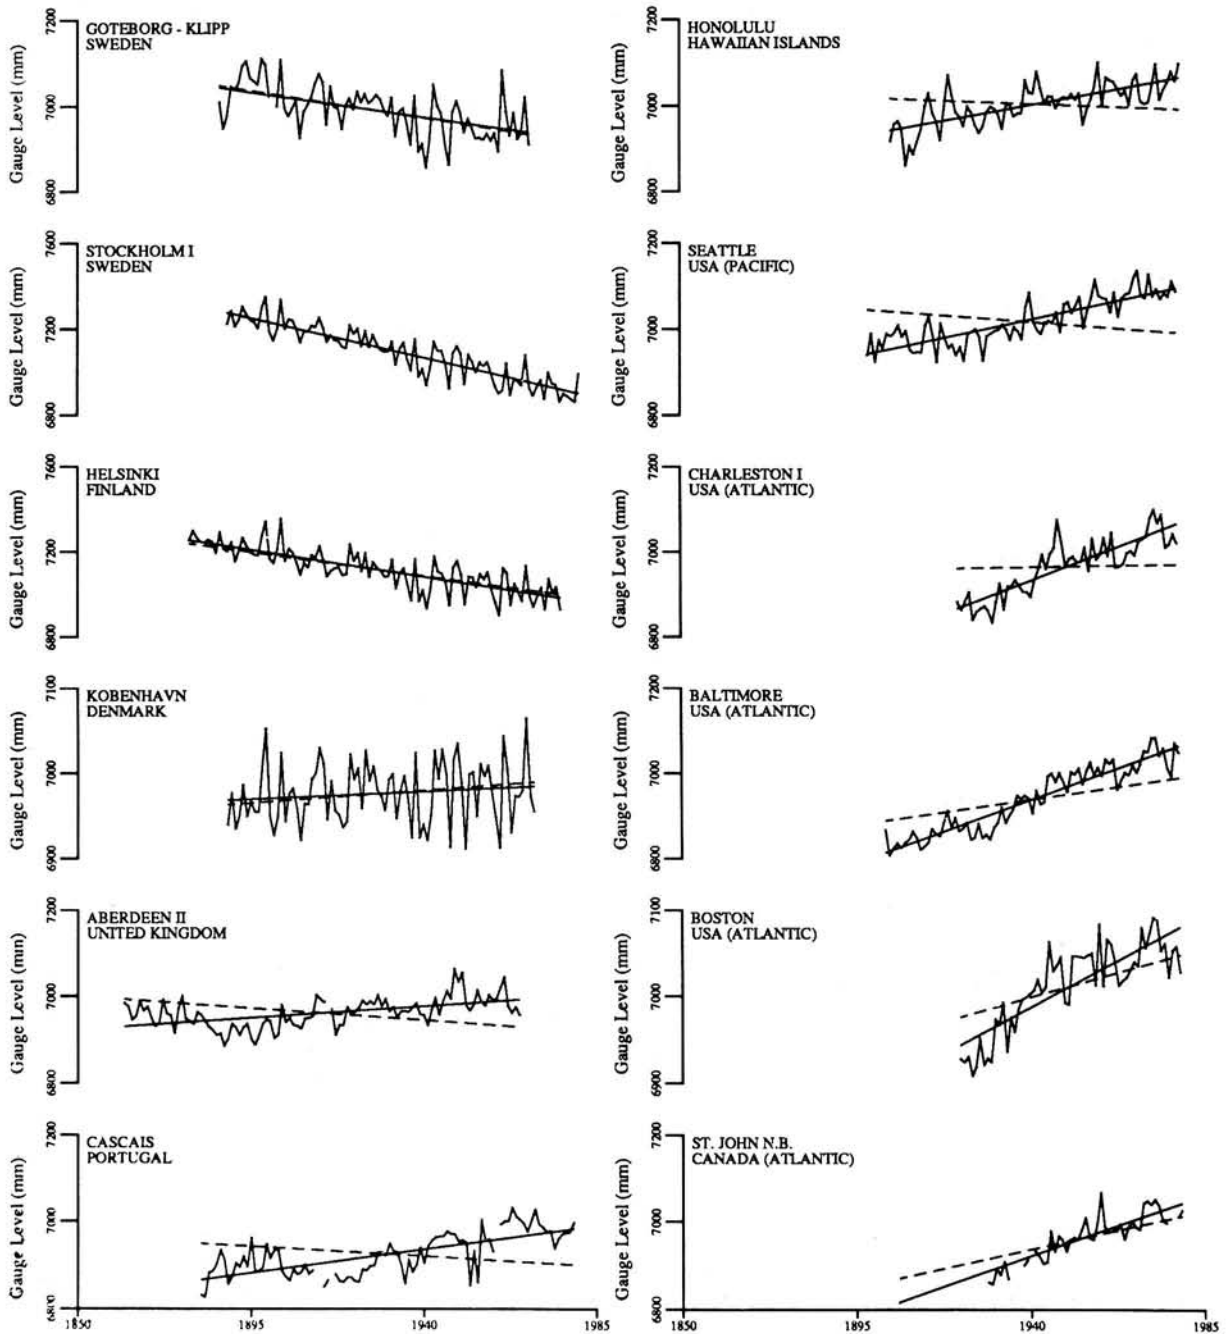 GOTEBORG - KLIPP
SWEDEN
Gauge Level (mm)
7200
7000
6800
HONOLULU
HAWAIIAN ISLANDS
Gauge Level (mm)
7200
7000
6800
STOCKHOLM I
SWEDEN
Gauge Level (mm)
7600
7200
6800
SEATTLE
USA (PACIFIC)
Gauge Level (mm)
7200
7000
6800
HELSINKI
FINLAND
Gauge Level (mm)
7600
7200
6800
CHARLESTON I
USA (ATLANTIC)
Gauge Level (mm)
7200
7000
6800
KOBENHAVN
DENMARK
Gauge Level (mm)
7100
7000
6900
BALTIMORE
USA (ATLANTIC)
Gauge Level (mm)
7200
7000
6800
ABERDEEN II
UNITED KINGDOM
Gauge Level (mm)
7200
7000
6800
BOSTON
USA (ATLANTIC)
Gauge Level (mm)
7100
7000
6900
CASCAIS
PORTUGAL
Gauge Level (mm)
7200
7000
6800
1850 1895 1940 1985
ST. JOHN N.B.
CANADA (ATLANTIC)
Gauge Level (mm)
7200
7000
6800
1850 1895 1940 1985